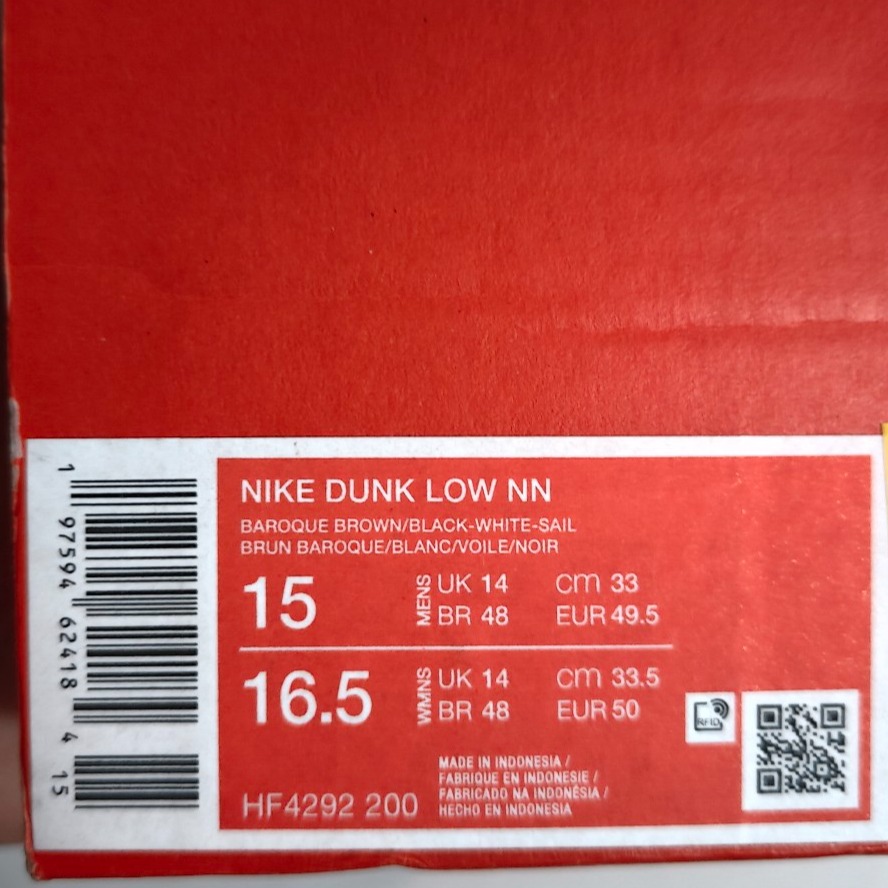 NIKE DUNK LOW NN
BAROQUE BROWN/BLACK-WHITE-SAIL
BRUN BAROQUE/BLANC/VOILE/NOIR
15
MENS
UK 14 cm 33
BR 48 EUR 49.5
16.5
WMNS
UK 14 cm 33.5
BR 48 EUR 50
HF4292 200
MADE IN INDONESIA /
FABRIQUE EN INDONESIE /
FABRICADO NA INDONÉSIA /
HECHO EN INDONESIA
RFID
1 97594 62418 4 15